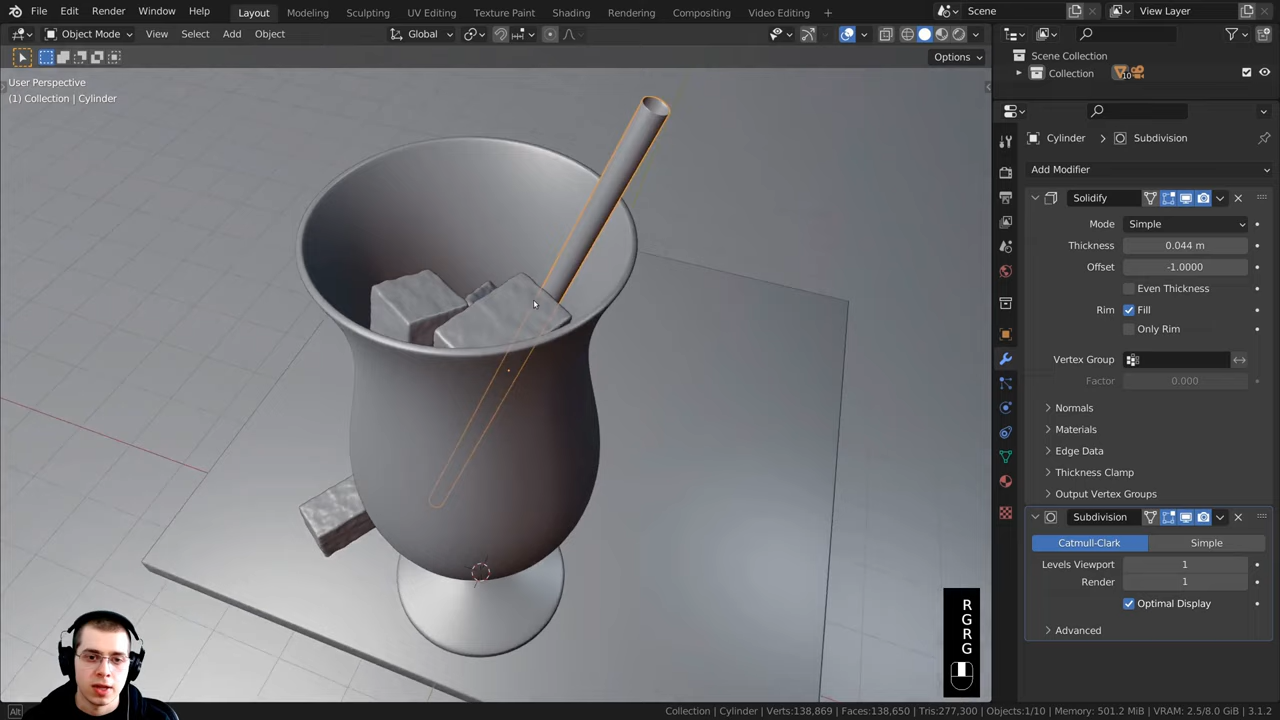 File Edit Render Window Help Layout Modeling Sculpting UV Editing Texture Paint Shading Rendering Compositing Video Editing + Scene View Layer
Object Mode View Select Add Object Global
Options
User Perspective
(1) Collection | Cylinder
Scene Collection
Collection 10
Cylinder > Subdivision
Add Modifier
Solidify
Mode Simple
Thickness 0.044 m
Offset -1.0000
Even Thickness
Rim Fill
Only Rim
Vertex Group
Factor 0.000
Normals
Materials
Edge Data
Thickness Clamp
Output Vertex Groups
Subdivision
Catmull-Clark Simple
Levels Viewport 1
Render 1
Optimal Display
Advanced
R
G
R
G
Alt
Collection | Cylinder | Verts:138,869 | Faces:138,650 | Tris:277,300 | Objects:1/10 | Memory: 501.2 MiB | VRAM: 2.5/8.0 GiB | 3.1.2